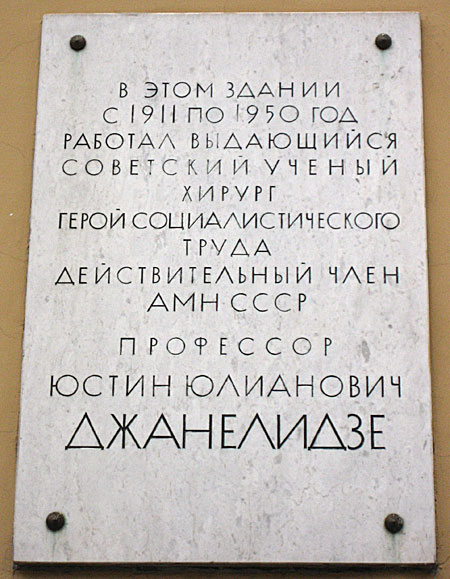 В ЭТОМ ЗДАНИИ
С 1911 ПО 1950 ГОД
РАБОТАЛ ВЫДАЮЩИЙСЯ
СОВЕТСКИЙ УЧЕНЫЙ
ХИРУРГ
ГЕРОЙ СОЦИАЛИСТИЧЕСКОГО
ТРУДА
ДЕЙСТВИТЕЛЬНЫЙ ЧЛЕН
АМН СССР
ПРОФЕССОР
ЮСТИН ЮЛИАНОВИЧ
ДЖАНЕЛИДЗЕ